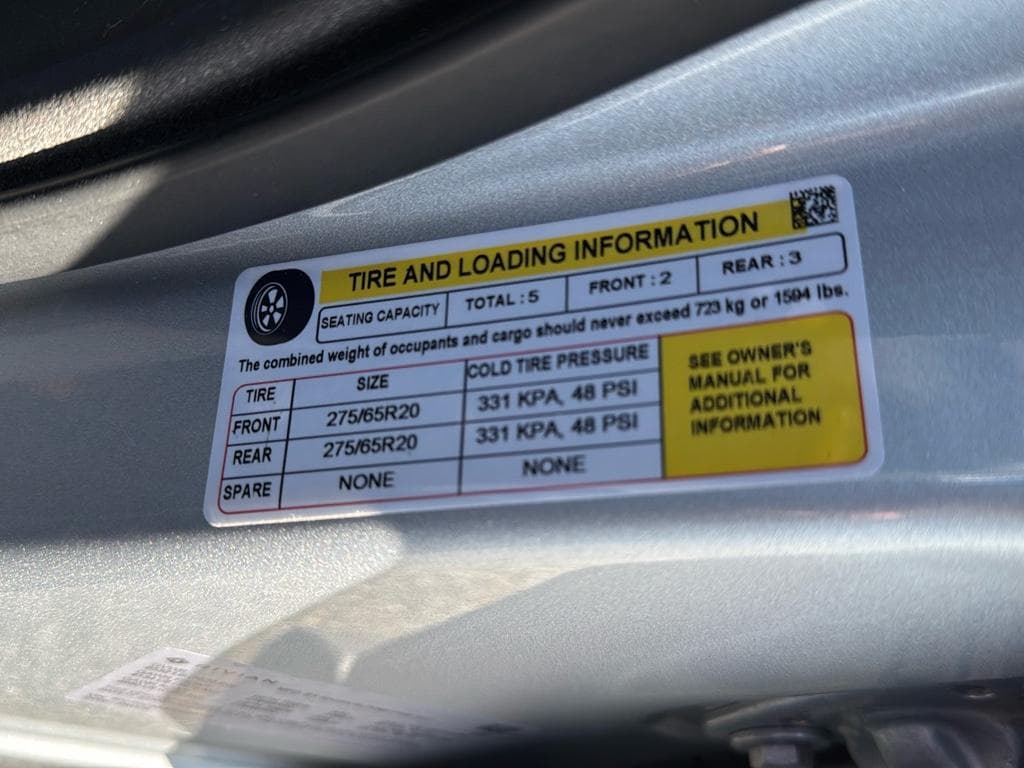 TIRE AND LOADING INFORMATION
SEATING CAPACITY TOTAL : 5 FRONT : 2 REAR : 3
The combined weight of occupants and cargo should never exceed 723 kg or 1594 lbs.
TIRE SIZE COLD TIRE PRESSURE
FRONT 275/65R20 331 KPA, 48 PSI
REAR 275/65R20 331 KPA, 48 PSI
SPARE NONE NONE
SEE OWNER'S
MANUAL FOR
ADDITIONAL
INFORMATION
RIVIAN